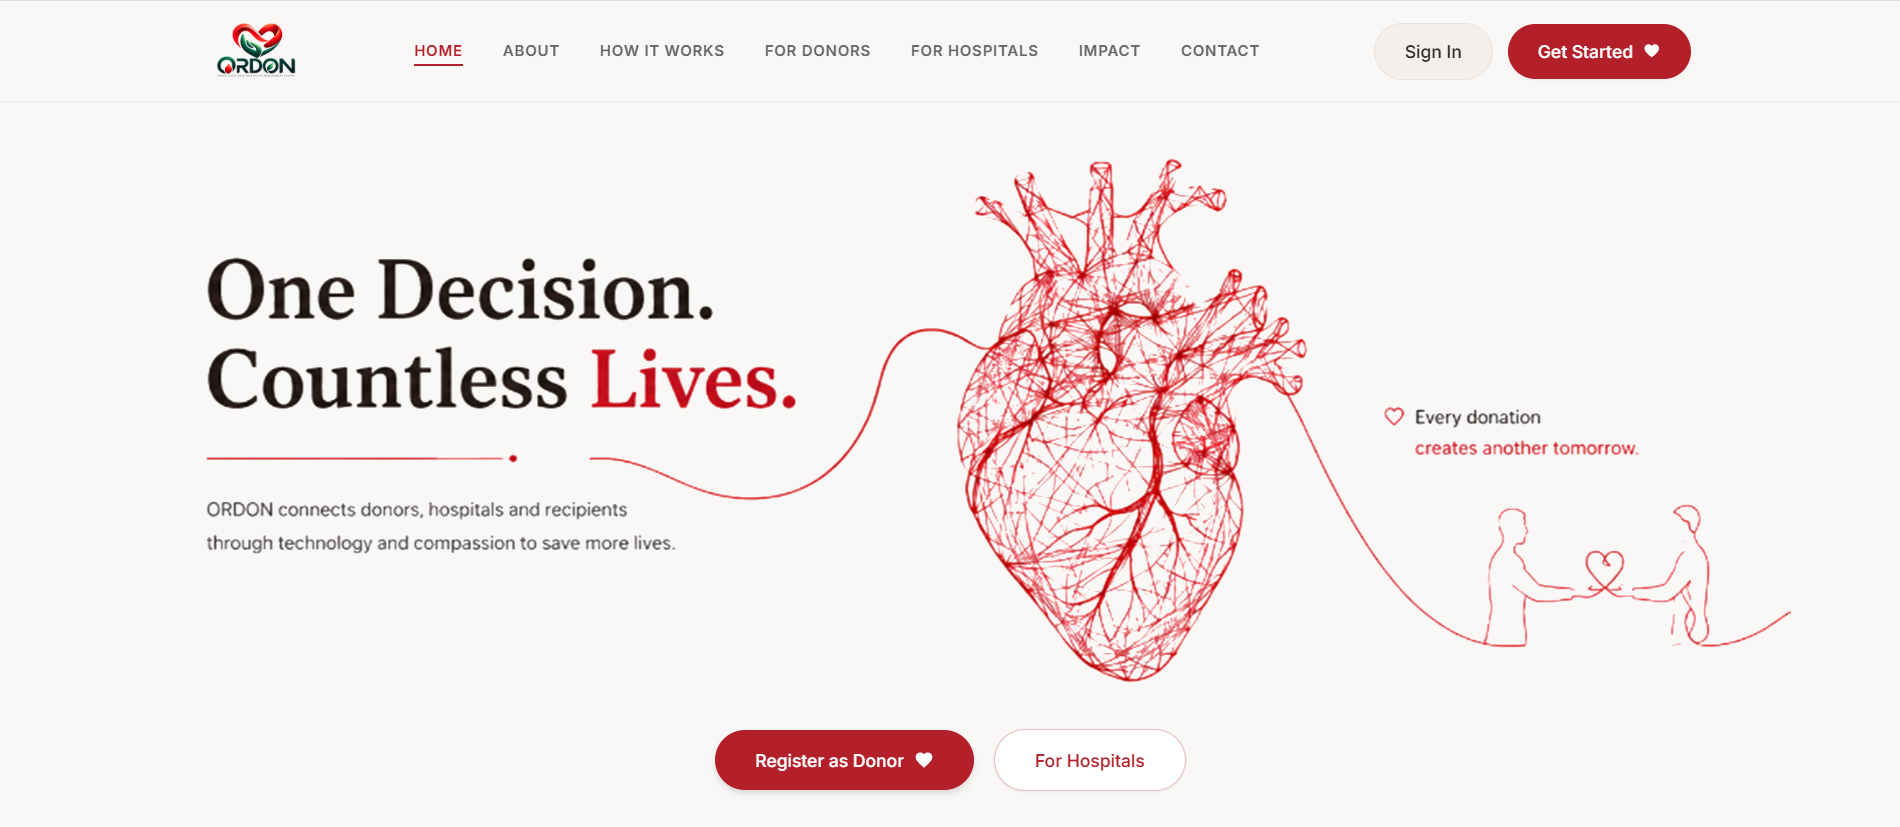 ORDON
HOME
ABOUT
HOW IT WORKS
FOR DONORS
FOR HOSPITALS
IMPACT
CONTACT
Sign In
Get Started
One Decision.
Countless Lives.
ORDON connects donors, hospitals and recipients
through technology and compassion to save more lives.
Every donation
creates another tomorrow.
Register as Donor
For Hospitals